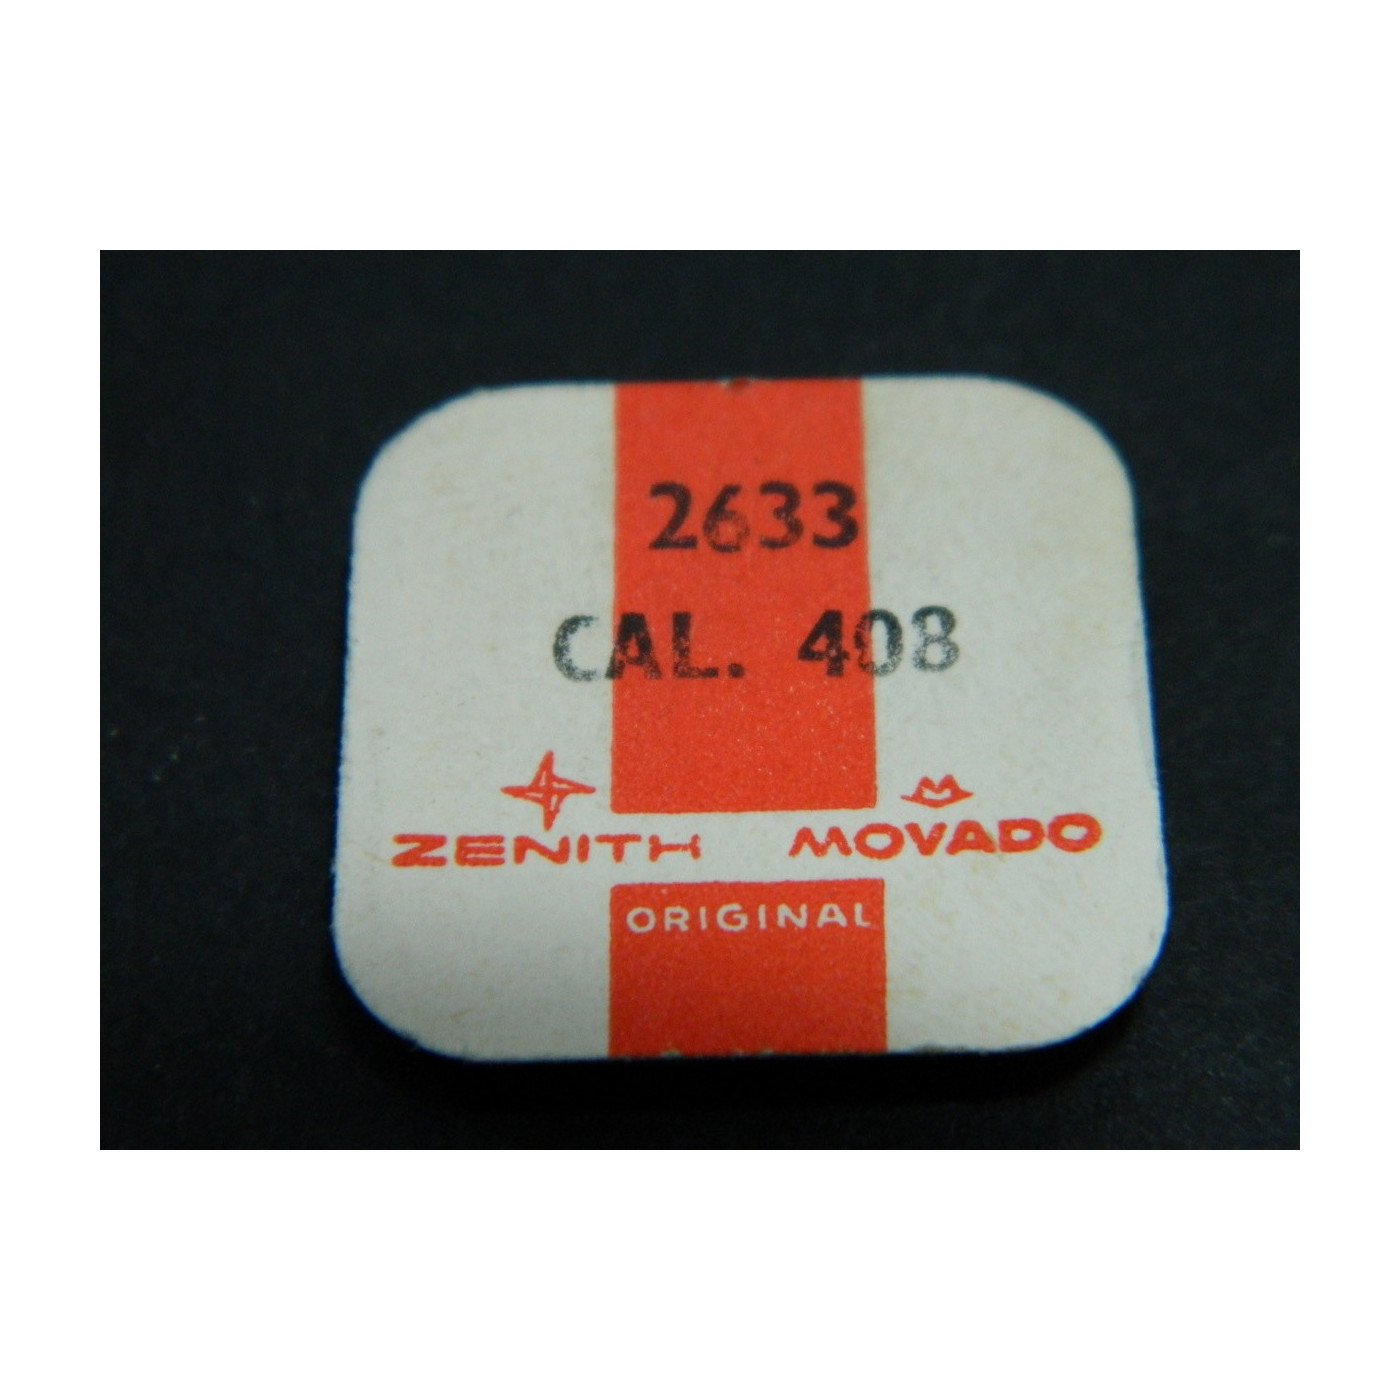 2633
CAL. 408
ZENITH MOVADO
ORIGINAL